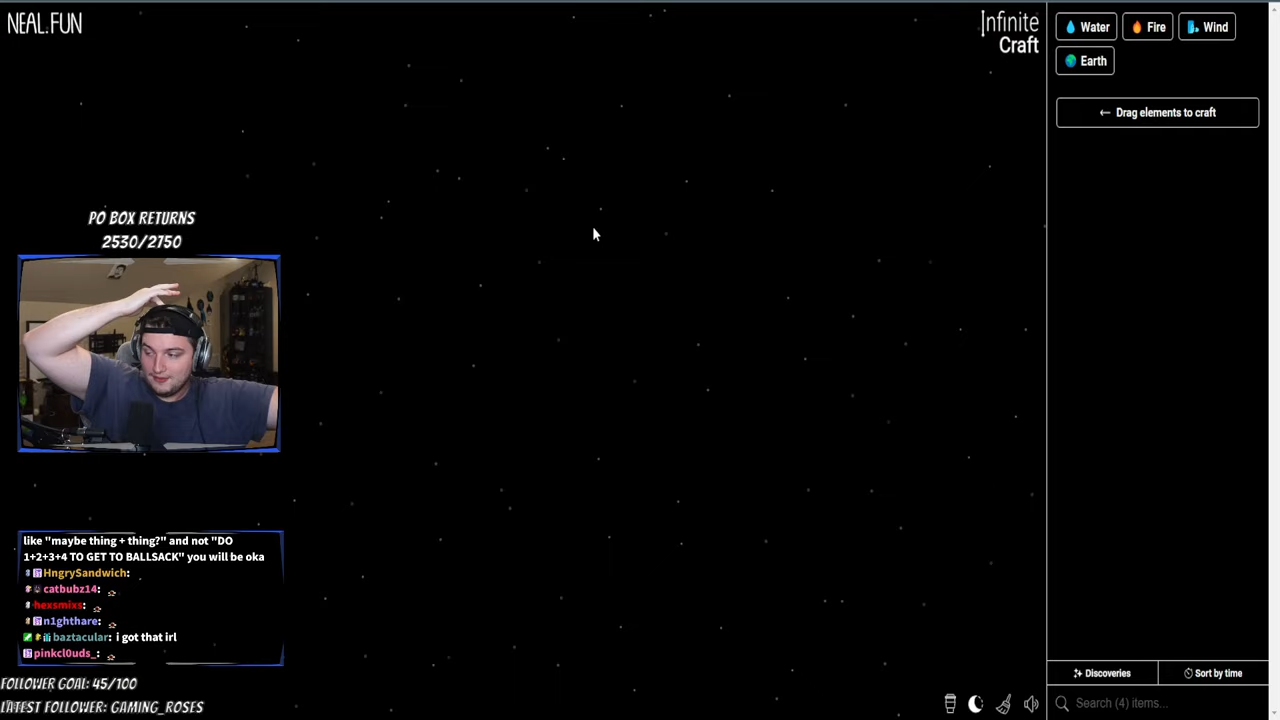 NEAL.FUN
Infinite
Craft
Water
Fire
Wind
Earth
← Drag elements to craft
PO BOX RETURNS
2530/2750
like "maybe thing + thing?" and not "DO
1+2+3+4 TO GET TO BALLSACK" you will be oka
HngrySandwich:
catbubz14:
hexsmixs:
n1ghthare:
baztacular: i got that irl
pinkcl0uds_:
FOLLOWER GOAL: 45/100
LATEST FOLLOWER: GAMING_ROSES
Discoveries
Sort by time
Search (4) items...